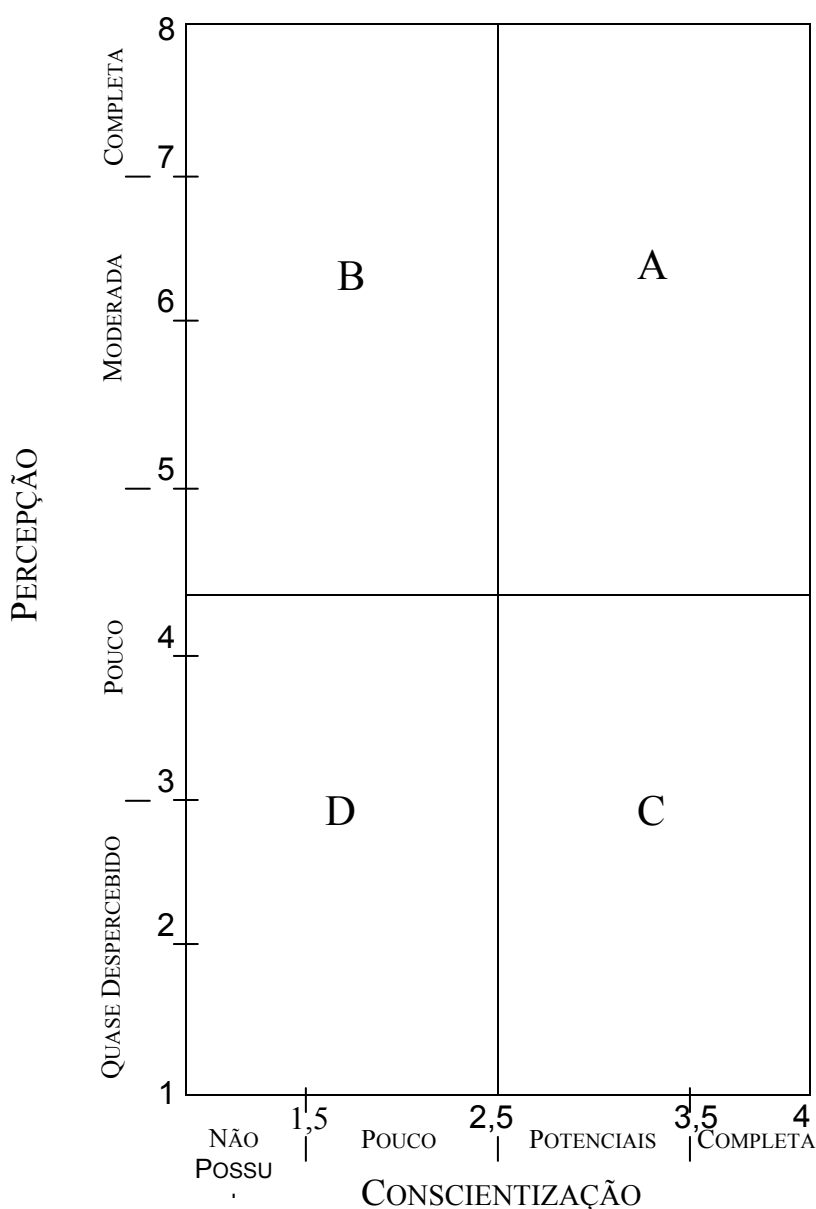 8
COMPLETA
7
MODERADA
B
A
6
5
PERCEPÇÃO
POUCO
4
3
D
C
QUASE DESPERCEBIDO
2
1
1,5
2,5
3,5
4
NÃO
POSSU
POUCO
POTENCIAIS
COMPLETA
CONSCIENTIZAÇÃO